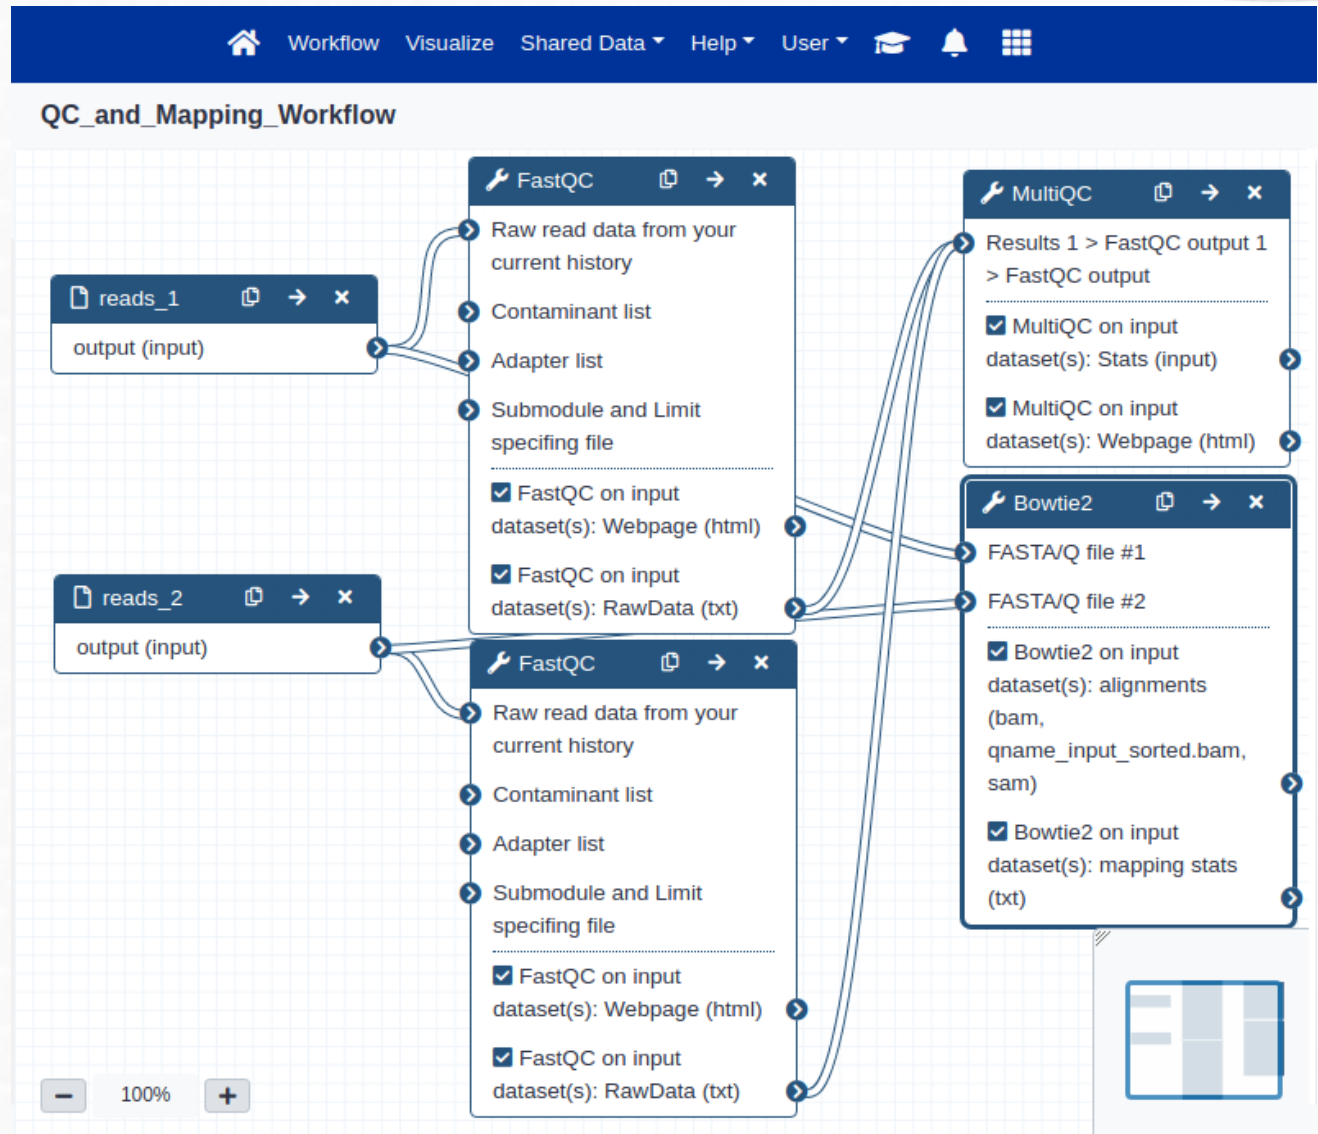 Workflow Visualize Shared Data Help User
QC_and_Mapping_Workflow
reads_1
output (input)
reads_2
output (input)
FastQC
Raw read data from your
current history
Contaminant list
Adapter list
Submodule and Limit
specifing file
FastQC on input
dataset(s): Webpage (html)
FastQC on input
dataset(s): RawData (txt)
FastQC
Raw read data from your
current history
Contaminant list
Adapter list
Submodule and Limit
specifing file
FastQC on input
dataset(s): Webpage (html)
FastQC on input
dataset(s): RawData (txt)
MultiQC
Results 1 > FastQC output 1
> FastQC output
MultiQC on input
dataset(s): Stats (input)
MultiQC on input
dataset(s): Webpage (html)
Bowtie2
FASTA/Q file #1
FASTA/Q file #2
Bowtie2 on input
dataset(s): alignments
(bam,
qname_input_sorted.bam,
sam)
Bowtie2 on input
dataset(s): mapping stats
(txt)
100%